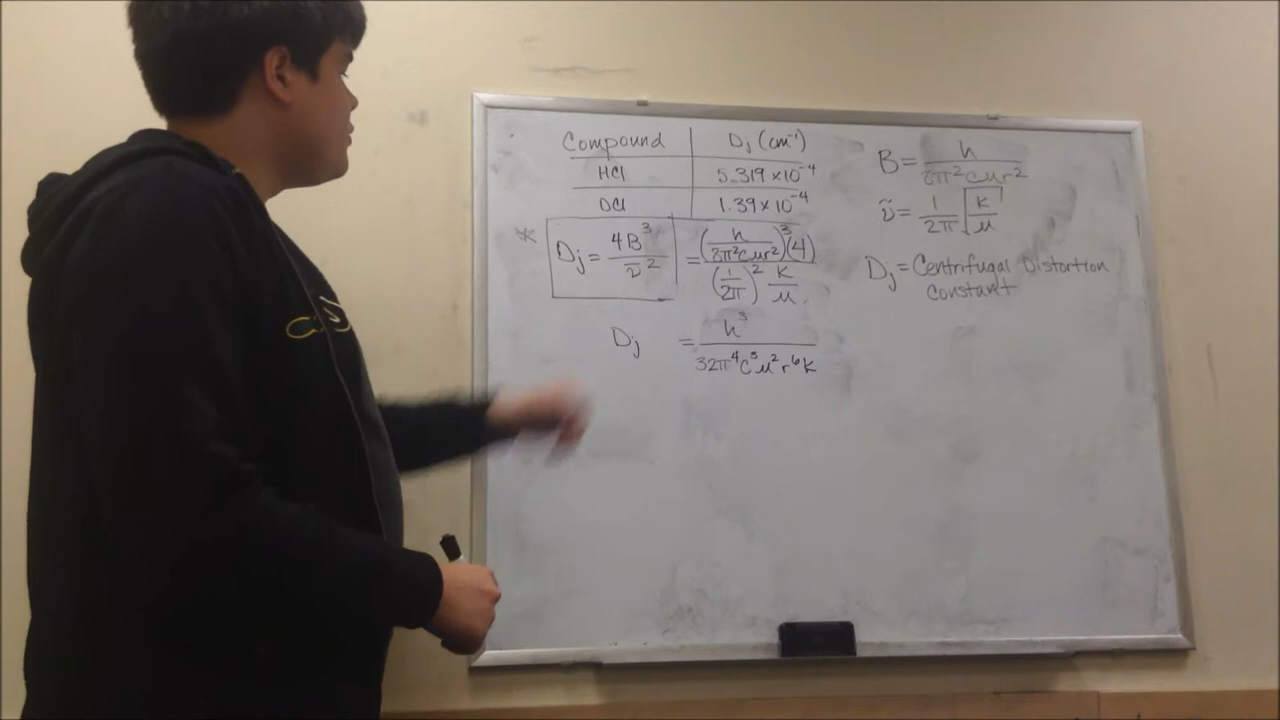 Compound | Dj (cm⁻¹)
HCl | 5.319 × 10⁻⁴
DCl | 1.39 × 10⁻⁴
* Dj = 4B³ / ν̃² = (h / 8π²cμr²)³(4) / (1/2π)² k/μ
Dj = h³ / 32π⁴c³μ²r⁶k
B = h / 8π²cμr²
ν̃ = 1/2π √(k/μ)
Dj = Centrifugal Distortion
Constant